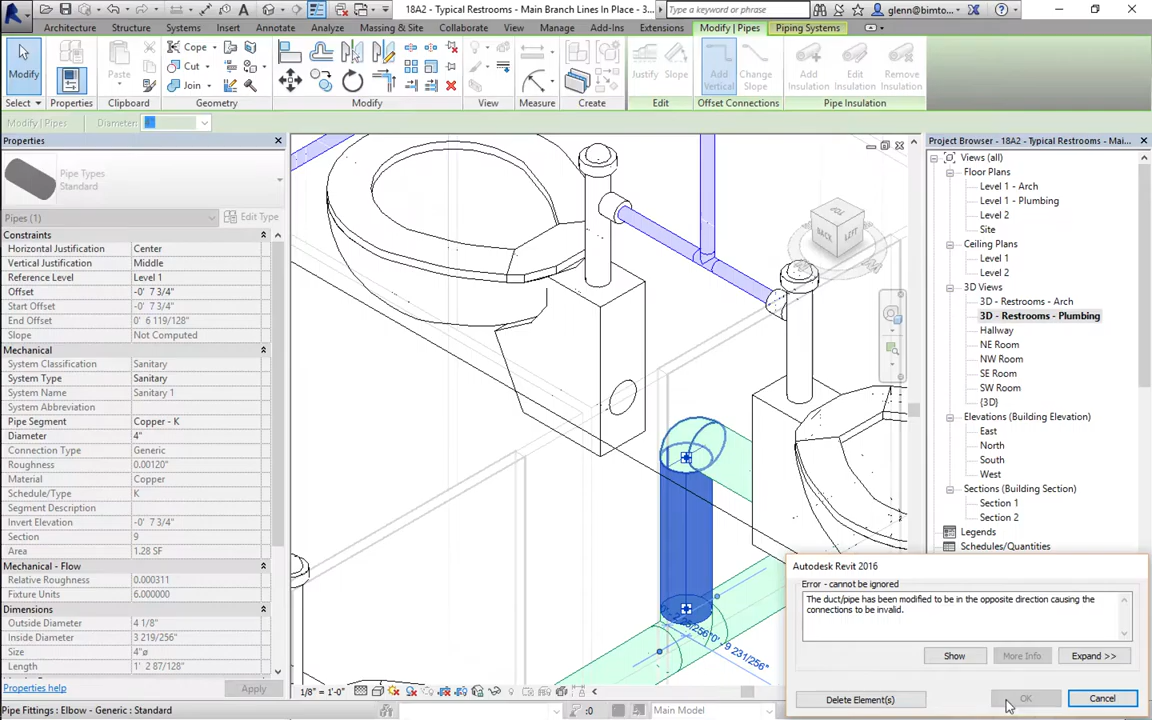 18A2 - Typical Restrooms - Main Branch Lines In Place - 3...
Type a keyword or phrase
glenn@bimto...
Architecture Structure Systems Insert Annotate Analyze Massing & Site Collaborate View Manage Add-Ins Extensions Modify | Pipes Piping Systems
Modify
Properties
Paste
Cope
Cut
Join
Justify
Slope
Add Vertical
Change Slope
Add Insulation
Edit Insulation
Remove Insulation
Select Properties Clipboard Geometry Modify View Measure Create Edit Offset Connections Pipe Insulation
Modify | Pipes
Diameter: 4"
Properties
Pipe Types
Standard
Pipes (1)
Edit Type
Constraints
Horizontal Justification Center
Vertical Justification Middle
Reference Level Level 1
Offset -0' 7 3/4"
Start Offset -0' 7 3/4"
End Offset 0' 6 119/128"
Slope Not Computed
Mechanical
System Classification Sanitary
System Type Sanitary
System Name Sanitary 1
System Abbreviation
Pipe Segment Copper - K
Diameter 4"
Connection Type Generic
Roughness 0.00120"
Material Copper
Schedule/Type K
Segment Description
Invert Elevation -0' 7 3/4"
Section 9
Area 1.28 SF
Mechanical - Flow
Relative Roughness 0.000311
Fixture Units 6.000000
Dimensions
Outside Diameter 4 1/8"
Inside Diameter 3 219/256"
Size 4"ø
Length 1' 2 87/128"
Properties help
Apply
BACK
LEFT
9 231/256"
Project Browser - 18A2 - Typical Restrooms - Mai...
Views (all)
Floor Plans
Level 1 - Arch
Level 1 - Plumbing
Level 2
Site
Ceiling Plans
Level 1
Level 2
3D Views
3D - Restrooms - Arch
3D - Restrooms - Plumbing
Hallway
NE Room
NW Room
SE Room
SW Room
{3D}
Elevations (Building Elevation)
East
North
South
West
Sections (Building Section)
Section 1
Section 2
Legends
Schedules/Quantities
Autodesk Revit 2016
Error - cannot be ignored
The duct/pipe has been modified to be in the opposite direction causing the
connections to be invalid.
Show More Info Expand >>
Delete Element(s) OK Cancel
1/8" = 1'-0"
Pipe Fittings : Elbow - Generic : Standard
:0
Main Model